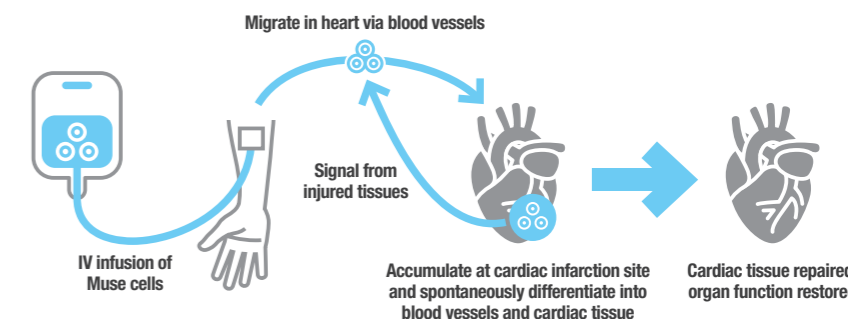 Migrate in heart via blood vessels
Signal from
injured tissues
IV infusion of
Muse cells
Accumulate at cardiac infarction site
and spontaneously differentiate into
blood vessels and cardiac tissue
Cardiac tissue repaired
organ function restore